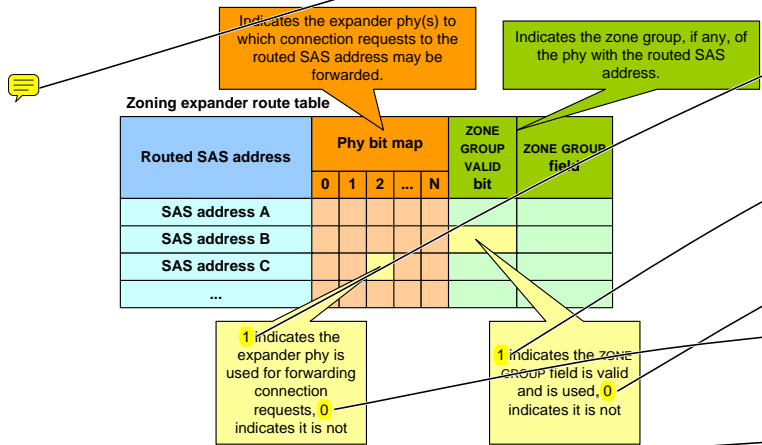 Indicates the expander phy(s) to
which connection requests to the
routed SAS address may be
forwarded.
Indicates the zone group, if any, of
the phy with the routed SAS
address.
Zoning expander route table
Routed SAS address
Phy bit map
ZONE
GROUP
VALID
bit
ZONE GROUP
field
0 1 2 ... N
SAS address A
SAS address B
SAS address C
...
1 indicates the
expander phy is
used for forwarding
connection
requests, 0
indicates it is not
1 indicates the ZONE
GROUP field is valid
and is used, 0
indicates it is not